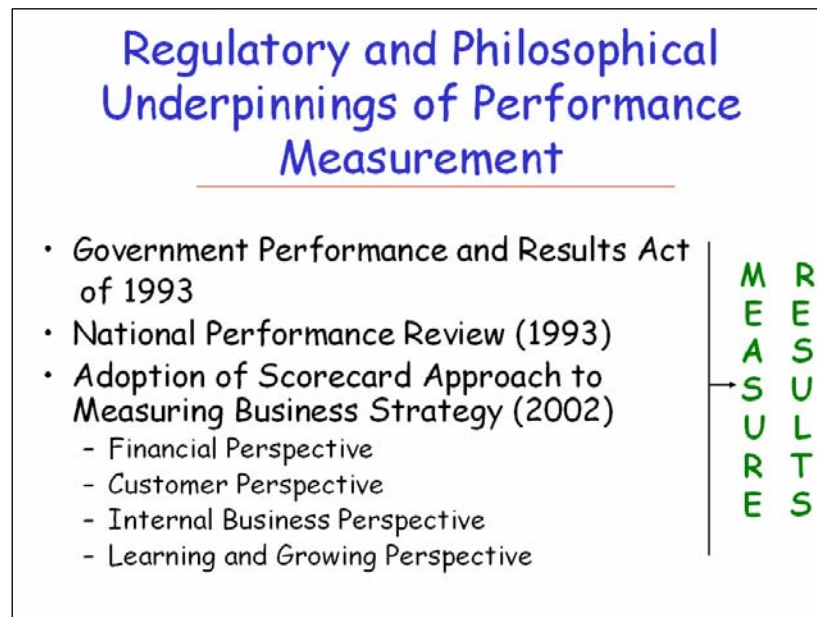 Regulatory and Philosophical
Underpinnings of Performance
Measurement
• Government Performance and Results Act
of 1993
• National Performance Review (1993)
• Adoption of Scorecard Approach to
Measuring Business Strategy (2002)
– Financial Perspective
– Customer Perspective
– Internal Business Perspective
– Learning and Growing Perspective
MEASURE
RESULTS